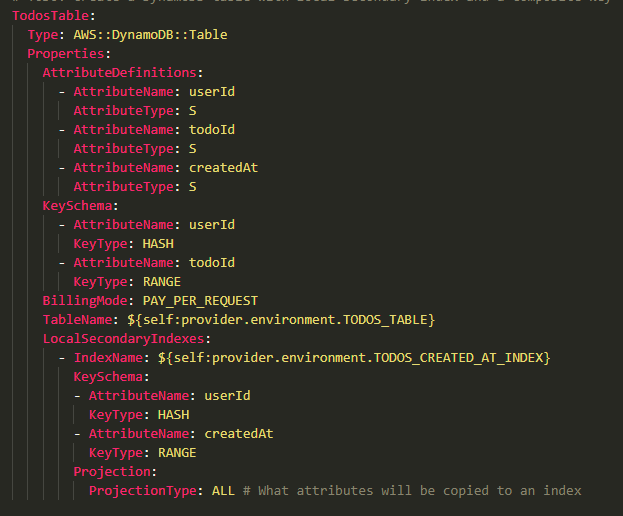 TodosTable:
  Type: AWS::DynamoDB::Table
  Properties:
    AttributeDefinitions:
      - AttributeName: userId
        AttributeType: S
      - AttributeName: todoId
        AttributeType: S
      - AttributeName: createdAt
        AttributeType: S
    KeySchema:
      - AttributeName: userId
        KeyType: HASH
      - AttributeName: todoId
        KeyType: RANGE
    BillingMode: PAY_PER_REQUEST
    TableName: ${self:provider.environment.TODOS_TABLE}
    LocalSecondaryIndexes:
      - IndexName: ${self:provider.environment.TODOS_CREATED_AT_INDEX}
        KeySchema:
        - AttributeName: userId
          KeyType: HASH
        - AttributeName: createdAt
          KeyType: RANGE
        Projection:
          ProjectionType: ALL # What attributes will be copied to an index